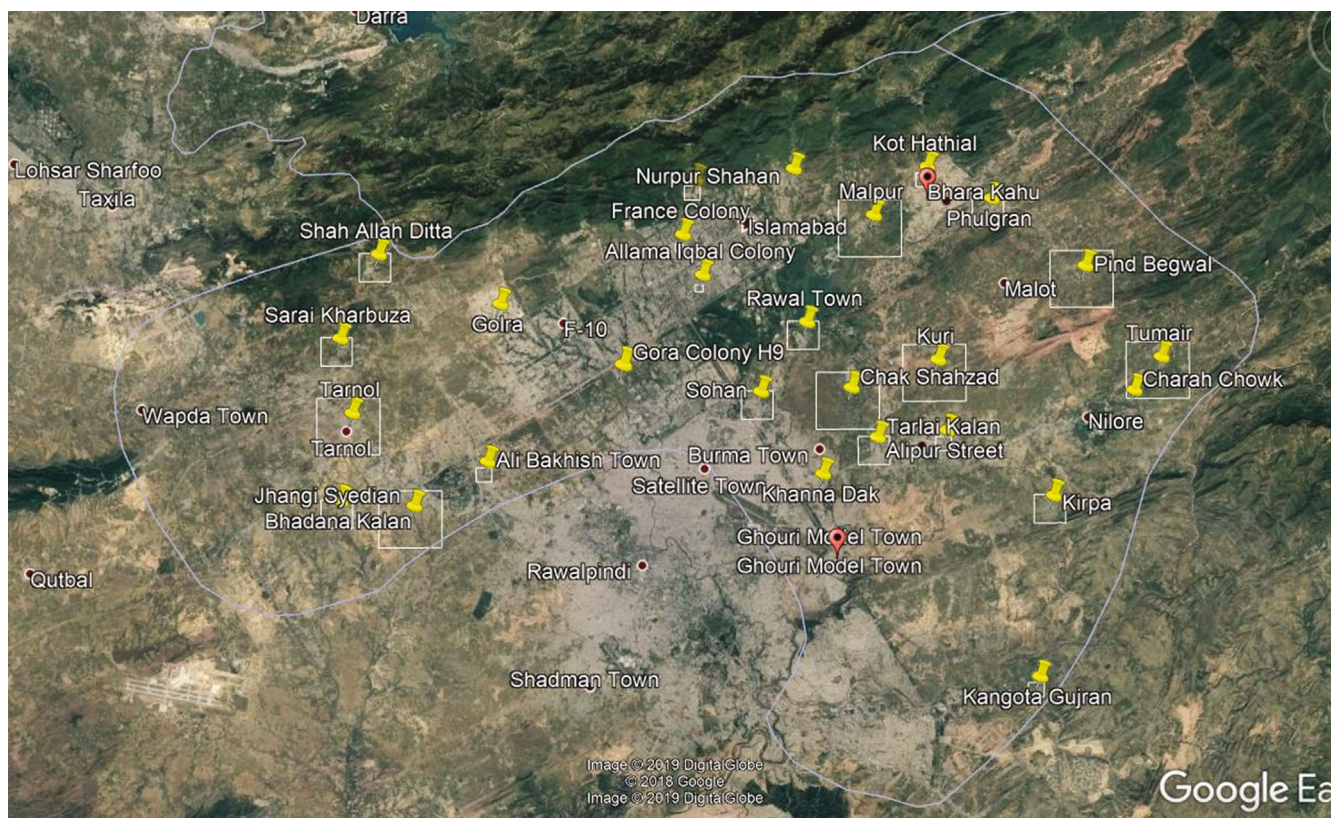 Darra
Kot Hathial
Lohsar Sharfoo
Nurpur Shahan
Malpur
Bhara Kahu
Taxila
France Colony
Phulgran
Islamabad
Shah Allah Ditta
Allama Iqbal Colony
Pind Begwal
Malot
Rawal Town
Sarai Kharbuza
Golra
F-10
Kuri
Tumair
Gora Colony H9
Chak Shahzad
Charah Chowk
Sohan
Tarnol
Wapda Town
Nilore
Tarlai Kalan
Tarnol
Burma Town
Alipur Street
Ali Bakhish Town
Satellite Town
Khanna Dak
Jhangi Syedian
Kirpa
Bhadana Kalan
Ghouri Model Town
Ghouri Model Town
Rawalpindi
Qutbal
Shadman Town
Kangota Gujran
Image © 2019 DigitalGlobe
© 2018 Google
Image © 2019 DigitalGlobe
Google Ea